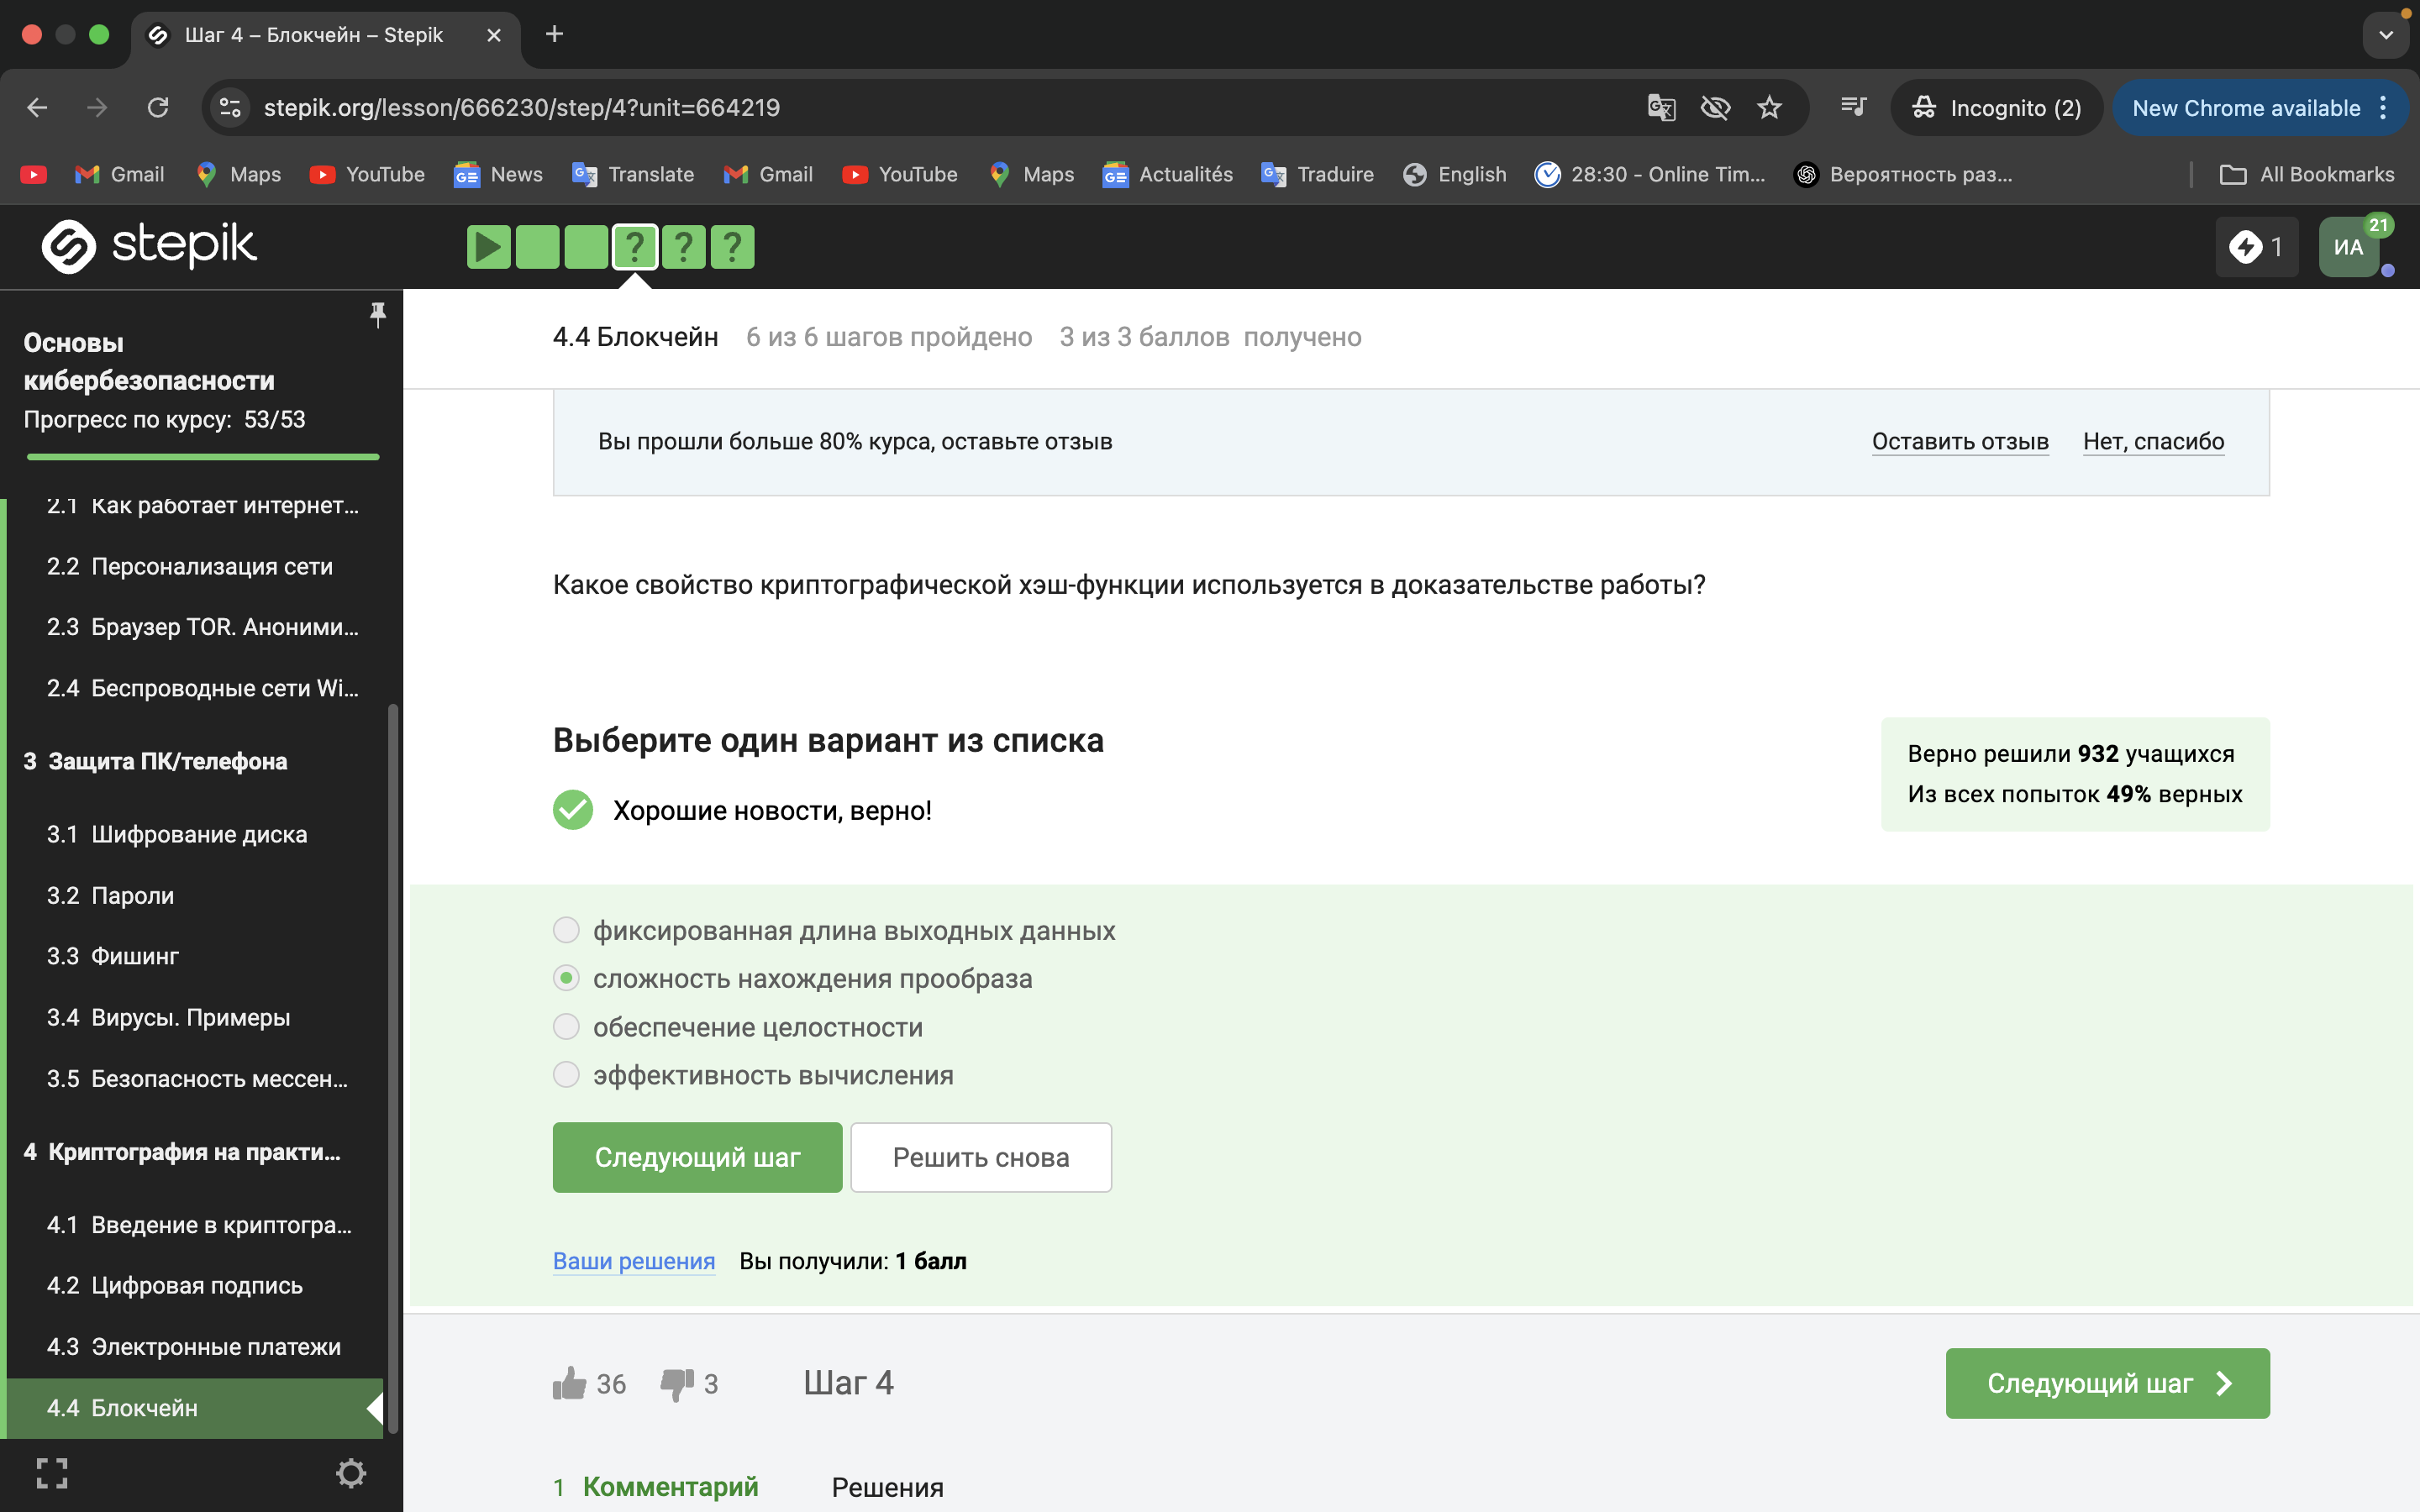 Шаг 4 – Блокчейн – Stepik
stepik.org/lesson/666230/step/4?unit=664219
Incognito (2)
New Chrome available
Gmail
Maps
YouTube
News
Translate
Gmail
YouTube
Maps
Actualités
Traduire
English
28:30 - Online Tim...
Вероятность раз...
All Bookmarks
stepik
? ? ?
1
ИА
21
Основы
кибербезопасности
Прогресс по курсу: 53/53
2.1 Как работает интернет...
2.2 Персонализация сети
2.3 Браузер TOR. Аноними...
2.4 Беспроводные сети Wi...
3 Защита ПК/телефона
3.1 Шифрование диска
3.2 Пароли
3.3 Фишинг
3.4 Вирусы. Примеры
3.5 Безопасность мессен...
4 Криптография на практи...
4.1 Введение в криптогра...
4.2 Цифровая подпись
4.3 Электронные платежи
4.4 Блокчейн
4.4 Блокчейн 6 из 6 шагов пройдено 3 из 3 баллов получено
Вы прошли больше 80% курса, оставьте отзыв
Оставить отзыв
Нет, спасибо
Какое свойство криптографической хэш-функции используется в доказательстве работы?
Выберите один вариант из списка
Хорошие новости, верно!
Верно решили 932 учащихся
Из всех попыток 49% верных
фиксированная длина выходных данных
сложность нахождения прообраза
обеспечение целостности
эффективность вычисления
Следующий шаг
Решить снова
Ваши решения Вы получили: 1 балл
36
3
Шаг 4
Следующий шаг
1 Комментарий
Решения